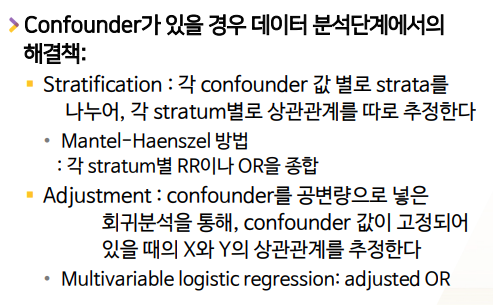 Confounder가 있을 경우 데이터 분석단계에서의
해결책:
Stratification : 각 confounder 값 별로 strata를
나누어, 각 stratum별로 상관관계를 따로 추정한다
• Mantel-Haenszel 방법
: 각 stratum별 RR이나 OR을 종합
Adjustment : confounder를 공변량으로 넣은
회귀분석을 통해, confounder 값이 고정되어
있을 때의 X와 Y의 상관관계를 추정한다
• Multivariable logistic regression: adjusted OR